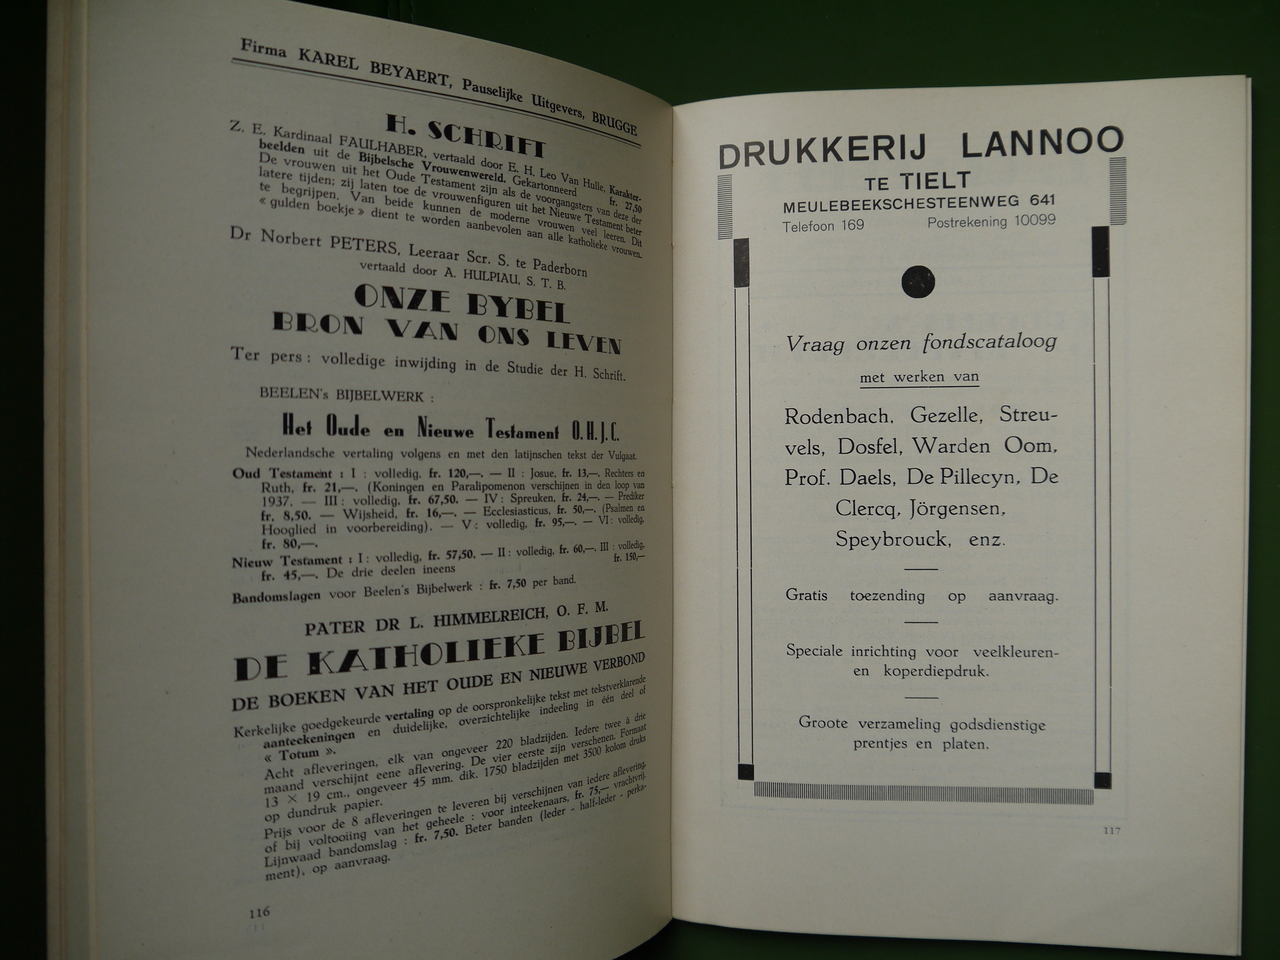 Firma KAREL BEYAERT, Pauselijke Uitgevers, BRUGGE
H. SCHRIFT
Z. E. Kardinaal FAULHABER, vertaald door E. H. Leo Van Hulle, Karakter-
beelden uit de Bijbelsche Vrouwenwereld. Gekartonneerd fr. 27,50
De vrouwen uit het Oude Testament zijn als de voorgangsters van deze der
latere tijden; zij laten toe de vrouwenfiguren uit het Nieuwe Testament beter
te begrijpen. Van beide kunnen de moderne vrouwen veel leeren. Dit
« gulden boekje » dient te worden aanbevolen aan alle katholieke vrouwen.
Dr Norbert PETERS, Leeraar Scr. S. te Paderborn
vertaald door A. HULPIAU, S. T. B.
ONZE BYBEL
BRON VAN ONS LEVEN
Ter pers : volledige inwijding in de Studie der H. Schrift.
BEELEN's BIJBELWERK :
Het Oude en Nieuwe Testament O.H.J.C.
Nederlandsche vertaling volgens en met den latijnschen tekst der Vulgaat.
Oud Testament : I : volledig, fr. 120,—. — II : Josue, fr. 13,—. Rechters en
Ruth, fr. 21,—. (Koningen en Paralipomenon verschijnen in den loop van
1937. — III : volledig, fr. 67,50. — IV : Spreuken, fr. 24,—. — Prediker
fr. 8,50. — Wijsheid, fr. 16,—. — Ecclesiasticus, fr. 50,—. (Psalmen en
Hooglied in voorbereiding). — V : volledig, fr. 95,—. — VI : volledig,
fr. 80,—.
Nieuw Testament : I : volledig, fr. 57,50. — II : volledig, fr. 60,—. III : volledig,
fr. 45,—. De drie deelen ineens fr. 150,—
Bandomslagen voor Beelen's Bijbelwerk : fr. 7,50 per band.
PATER DR L. HIMMELREICH, O. F. M.
DE KATHOLIEKE BIJBEL
DE BOEKEN VAN HET OUDE EN NIEUWE VERBOND
Kerkelijke goedgekeurde vertaling op de oorspronkelijke tekst met tekstverklarende
aanteekeningen en duidelijke, overzichtelijke indeeling in één deel of
« Totum ».
Acht afleveringen, elk van ongeveer 220 bladzijden. Iedere twee à drie
maand verschijnt eene aflevering. De vier eerste zijn verschenen. Formaat
13 × 19 cm., ongeveer 45 mm. dik. 1750 bladzijden met 3500 kolom druks
op dundruk papier.
Prijs voor de 8 afleveringen te leveren bij verschijnen van iedere aflevering,
of bij voltooiing van het geheele : voor inteekenaars, fr. 75,— vrachtvrij.
Lijnwaad bandomslag : fr. 7,50. Beter banden (leder - half-leder - perka-
ment), op aanvraag.
116
DRUKKERIJ LANNOO
TE TIELT
MEULEBEEKSCHESTEENWEG 641
Telefoon 169 Postrekening 10099
Vraag onzen fondscataloog
met werken van
Rodenbach, Gezelle, Streu-
vels, Dosfel, Warden Oom,
Prof. Daels, De Pillecyn, De
Clercq, Jörgensen,
Speybrouck, enz.
Gratis toezending op aanvraag.
Speciale inrichting voor veelkleuren-
en koperdiepdruk.
Groote verzameling godsdienstige
prentjes en platen.
117